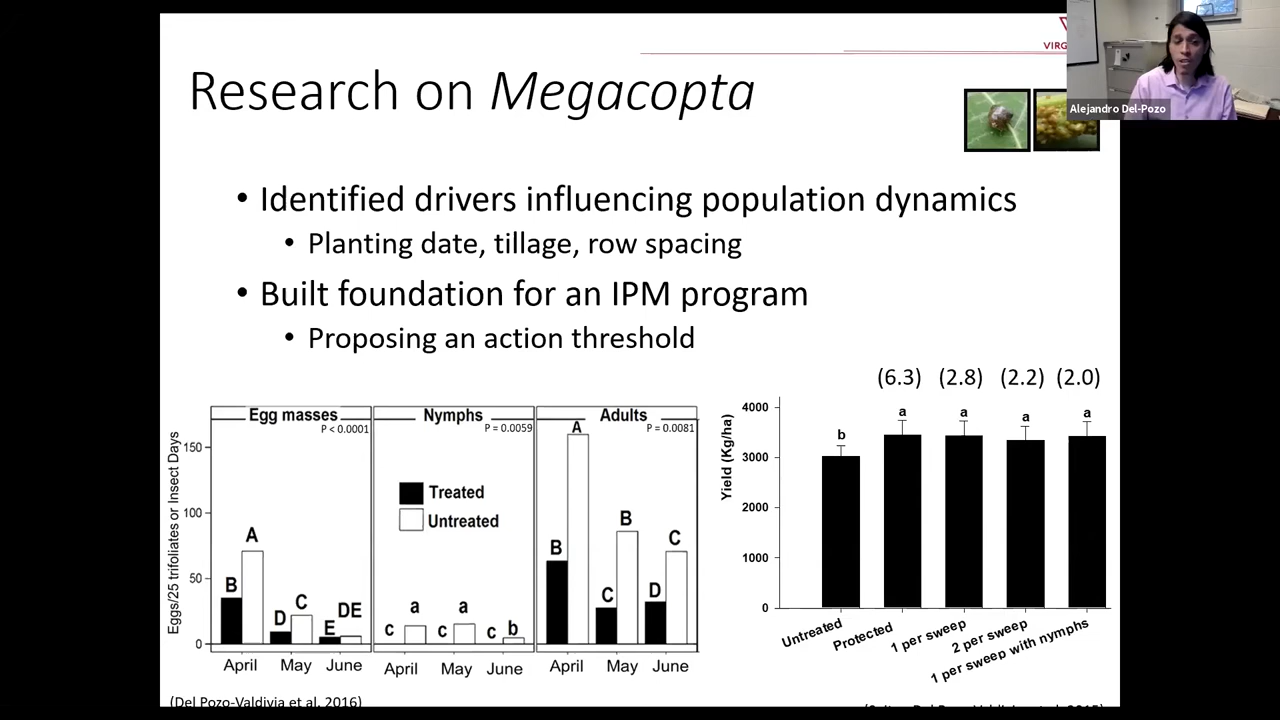 VIRG
Alejandro Del-Pozo
Research on Megacopta
• Identified drivers influencing population dynamics
• Planting date, tillage, row spacing
• Built foundation for an IPM program
• Proposing an action threshold
Egg masses
P < 0.0001
Nymphs
P = 0.0059
Adults
P = 0.0081
Eggs/25 trifoliates or Insect Days
150
100
50
0
Treated
Untreated
B A D C E DE
c a c a c b
B A C B D C
April May June
April May June
April May June
(Del Pozo-Valdivia et al. 2016)
(6.3) (2.8) (2.2) (2.0)
Yield (Kg/ha)
4000
3000
2000
1000
0
b a a a a
Untreated
Protected
1 per sweep
2 per sweep
1 per sweep with nymphs